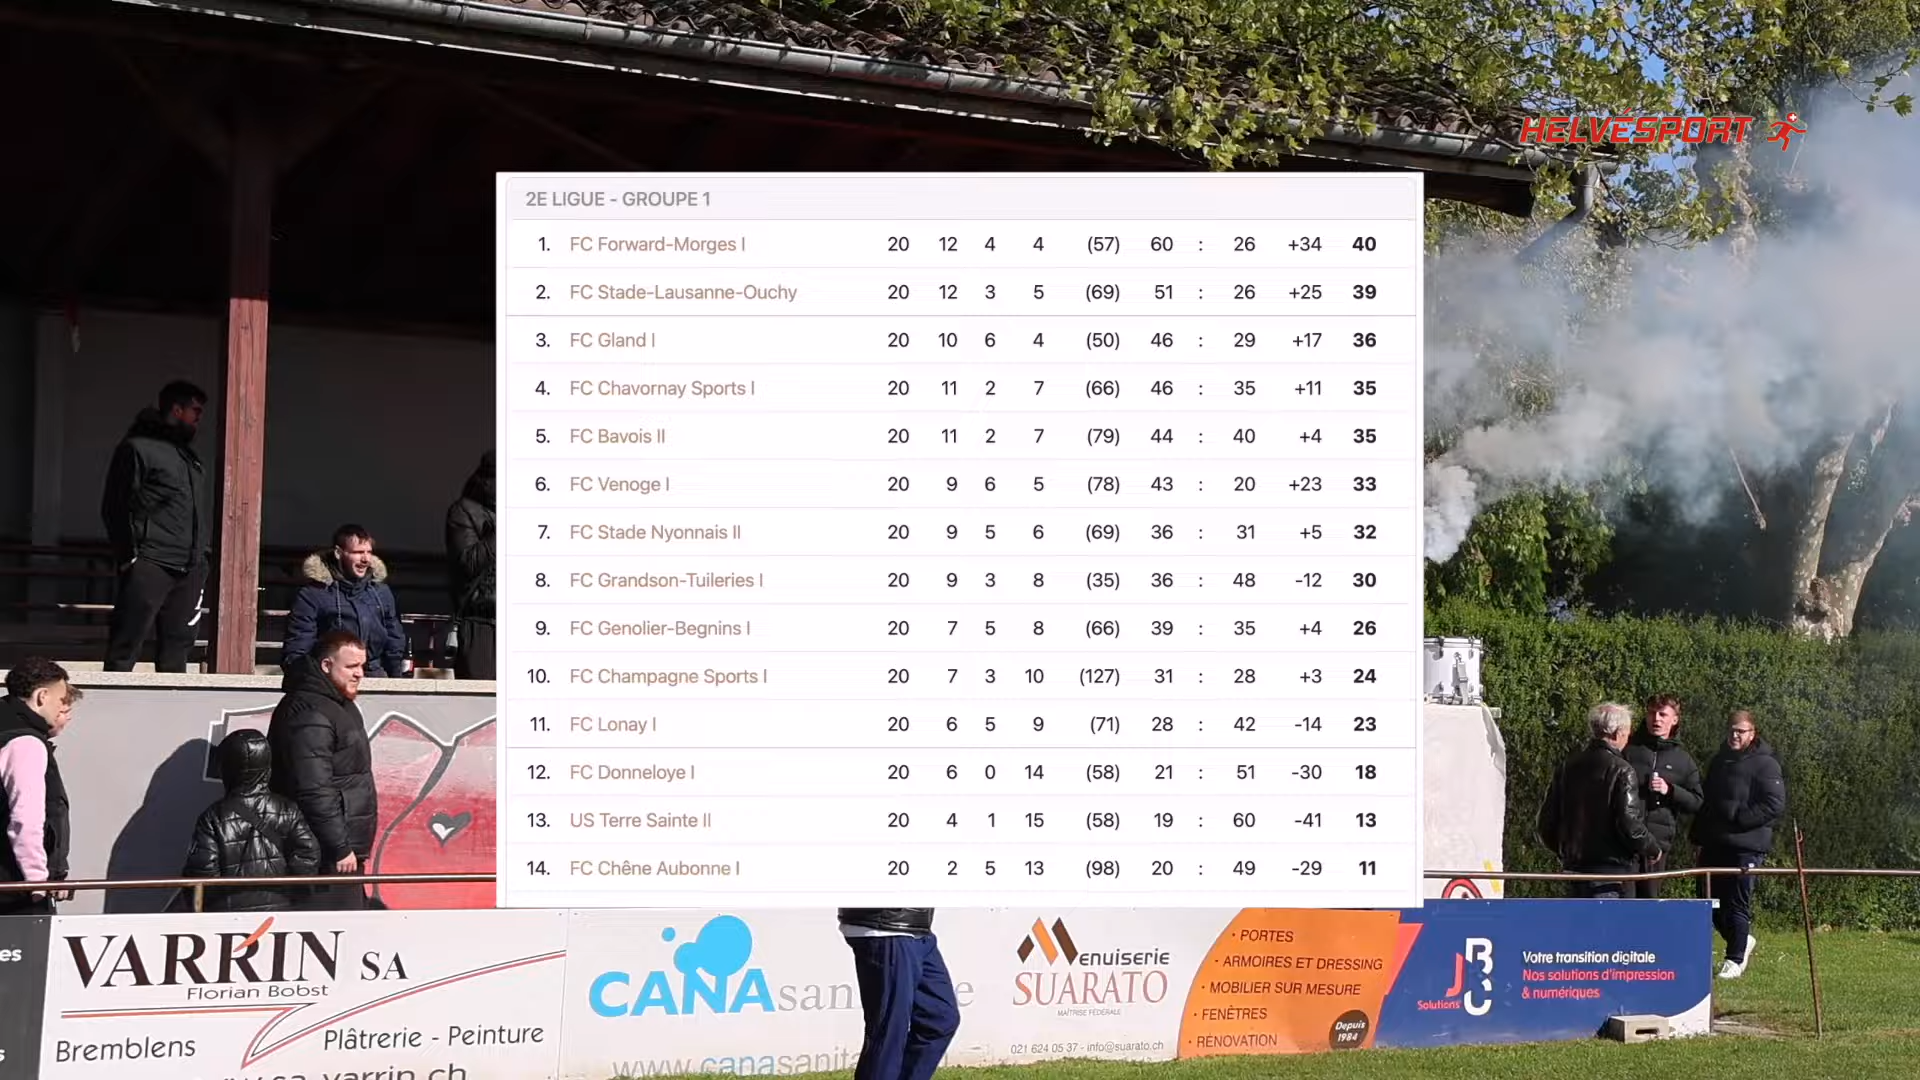 HELVÉSPORT
2E LIGUE - GROUPE 1
1. FC Forward-Morges I 20 12 4 4 (57) 60 : 26 +34 40
2. FC Stade-Lausanne-Ouchy 20 12 3 5 (69) 51 : 26 +25 39
3. FC Gland I 20 10 6 4 (50) 46 : 29 +17 36
4. FC Chavornay Sports I 20 11 2 7 (66) 46 : 35 +11 35
5. FC Bavois II 20 11 2 7 (79) 44 : 40 +4 35
6. FC Venoge I 20 9 6 5 (78) 43 : 20 +23 33
7. FC Stade Nyonnais II 20 9 5 6 (69) 36 : 31 +5 32
8. FC Grandson-Tuileries I 20 9 3 8 (35) 36 : 48 -12 30
9. FC Genolier-Begnins I 20 7 5 8 (66) 39 : 35 +4 26
10. FC Champagne Sports I 20 7 3 10 (127) 31 : 28 +3 24
11. FC Lonay I 20 6 5 9 (71) 28 : 42 -14 23
12. FC Donneloye I 20 6 0 14 (58) 21 : 51 -30 18
13. US Terre Sainte II 20 4 1 15 (58) 19 : 60 -41 13
14. FC Chêne Aubonne I 20 2 5 13 (98) 20 : 49 -29 11
VARRIN SA
Florian Bobst
Bremblens
Plâtrerie - Peinture
CANA
Menuiserie
SUARATO
MAÎTRISE FÉDÉRALE
021 624 05 37 - info@suarato.ch
• PORTES
• ARMOIRES ET DRESSING
• MOBILIER SUR MESURE
• FENÊTRES
• RÉNOVATION
Depuis
1984
JBC
Solutions
Votre transition digitale
Nos solutions d'impression
& numériques